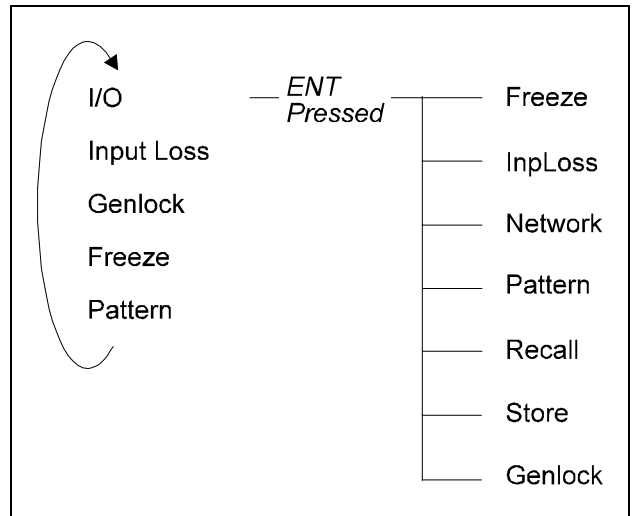 I/O
Input Loss
Genlock
Freeze
Pattern
ENT
Pressed
Freeze
InpLoss
Network
Pattern
Recall
Store
Genlock